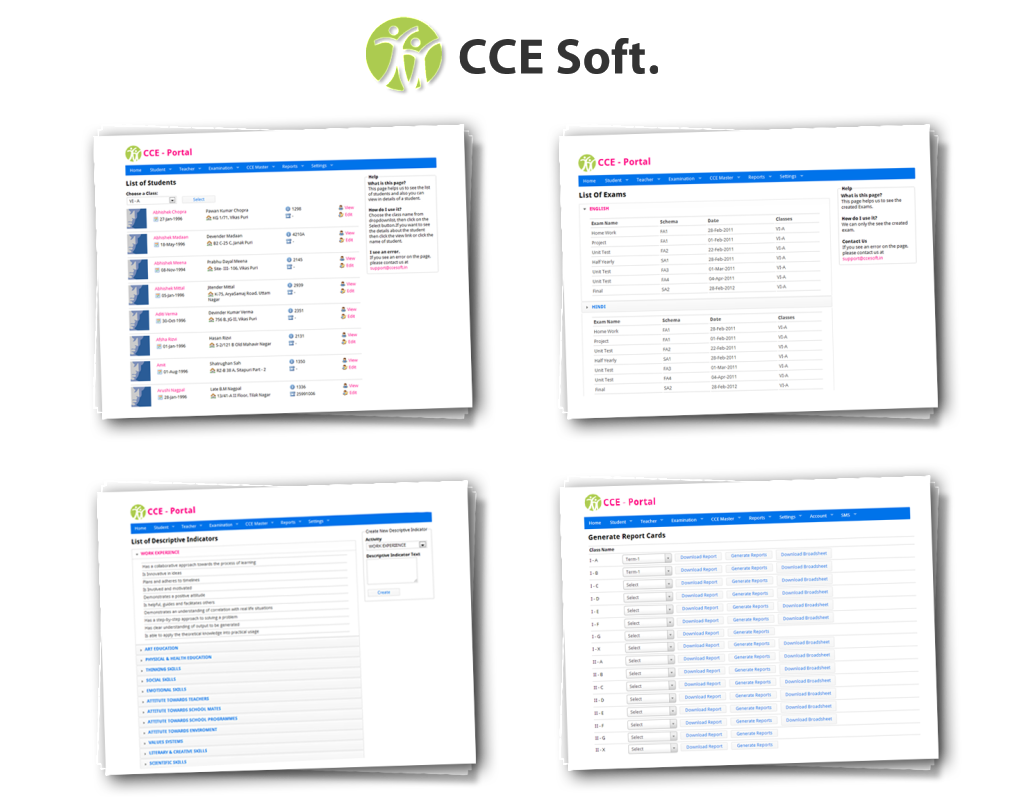 CCE Soft.
CCE - Portal
Home Student Teacher Examination CCE Master Reports Settings
List of Students
Choose a Class:
VI - A Select
Abhishek Chopra Pawan Kumar Chopra 1298 View
27-Jan-1996 KG 1/71, Vikas Puri - Edit
Abhishek Madaan Devender Madaan 4210A View
18-May-1996 B2 C-25 C, Janak Puri - Edit
Abhishek Meena Prabhu Dayal Meena 3145 View
08-Nov-1994 Site- III- 106, Vikas Puri - Edit
Abhishek Mittal Jitender Mittal 2939 View
05-Jan-1996 K-75, AryaSamaj Road, Uttam Nagar - Edit
Aditi Verma Devinder Kumar Verma 2351 View
30-Oct-1996 756 B, JG-II, Vikas Puri - Edit
Hasan Rizvi 2131 View
01-Jan-1996 S-2/121 B Old Mahavir Nagar - Edit
Amit Shatrughan Sah 1350 View
01-Aug-1996 RZ-B 30 A, Sitapuri Part - 2 - Edit
Late B M Nagpal 1336 View
28-Jan-1996 13/41-A II Floor, Tilak Nagar 25991006 Edit
Help
What is this page?
This page helps us to see the list
of students and also you can
view in details of a student.
How do I use it?
Choose the class name from
dropdownlist, then click on the
Select button.If you want to see
the details about the student
then click the view link or click the
name of student.
I see an error.
If you see an error on the page,
please contact us at
support@ccesoft.in
CCE - Portal
Home Student Teacher Examination CCE Master Reports Settings
List Of Exams
ENGLISH
Exam Name Schema Date Classes
Home Work FA1 28-Feb-2011 VI-A
Project FA1 01-Feb-2011 VI-A
Unit Test FA2 22-Feb-2011 VI-A
Half Yearly SA1 28-Feb-2011 VI-A
Unit Test FA3 01-Mar-2011 VI-A
Unit Test FA4 04-Apr-2011 VI-A
Final SA2 28-Feb-2012 VI-A
HINDI
Exam Name Schema Date Classes
Home Work FA1 28-Feb-2011 VI-A
Project FA1 01-Feb-2011 VI-A
Unit Test FA2 22-Feb-2011 VI-A
Half Yearly SA1 28-Feb-2011 VI-A
Unit Test FA3 01-Mar-2011 VI-A
Unit Test FA4 04-Apr-2011 VI-A
Final SA2 28-Feb-2012 VI-A
Help
What is this page?
This page helps us to see the
created Exams.
How do I use it?
We can only the see the created
exam.
Contact Us
If you see an error on the page,
please contact us at
support@ccesoft.in
CCE - Portal
Home Student Teacher Examination CCE Master Reports Settings
List of Descriptive Indicators
WORK EXPERIENCE
Has a collaborative approach towards the process of learning
Is Innovative in ideas
Plans and adheres to timelines
Is involved and motivated
Demonstrates a positive attitude
Is helpful, guides and facilitates others
Demonstrates an understanding of correlation with real life situations
Has a step-by-step approach to solving a problem
Has clear understanding of output to be generated
Is able to apply the theoretical knowledge into practical usage
ART EDUCATION
PHYSICAL & HEALTH EDUCATION
THINKING SKILLS
SOCIAL SKILLS
EMOTIONAL SKILLS
ATTITUDE TOWARDS TEACHERS
ATTITUDE TOWARDS SCHOOL MATES
ATTITUDE TOWARDS SCHOOL PROGRAMMES
ATTITUDE TOWARDS ENVIROMENT
VALUES SYSTEMS
LITERARY & CREATIVE SKILLS
SCIENTIFIC SKILLS
Create New Descriptive Indicator
Activity
WORK EXPERIENCE
Descriptive Indicator Text
Create
CCE - Portal
Home Student Teacher Examination CCE Master Reports Settings Account SMS
Generate Report Cards
Class Name
I - A Term-1 Download Report Generate Reports Download Broadsheet
I - B Term-1 Download Report Generate Reports Download Broadsheet
I - C Select Download Report Generate Reports Download Broadsheet
I - D Select Download Report Generate Reports Download Broadsheet
I - E Select Download Report Generate Reports Download Broadsheet
I - F Select Download Report Generate Reports Download Broadsheet
I - G Select Download Report Generate Reports
I - X Select Download Report Generate Reports Download Broadsheet
II - A Select Download Report Generate Reports Download Broadsheet
II - B Select Download Report Generate Reports Download Broadsheet
II - C Select Download Report Generate Reports Download Broadsheet
II - D Select Download Report Generate Reports Download Broadsheet
II - E Select Download Report Generate Reports Download Broadsheet
II - F Select Download Report Generate Reports Download Broadsheet
II - G Select Download Report Generate Reports
II - X Select Download Report Generate Reports